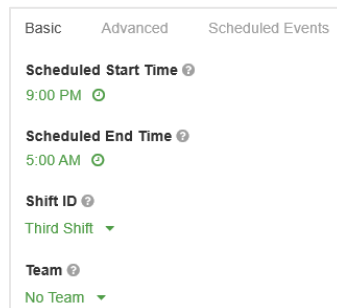 Basic Advanced Scheduled Events
Scheduled Start Time
9:00 PM
Scheduled End Time
5:00 AM
Shift ID
Third Shift
Team
No Team